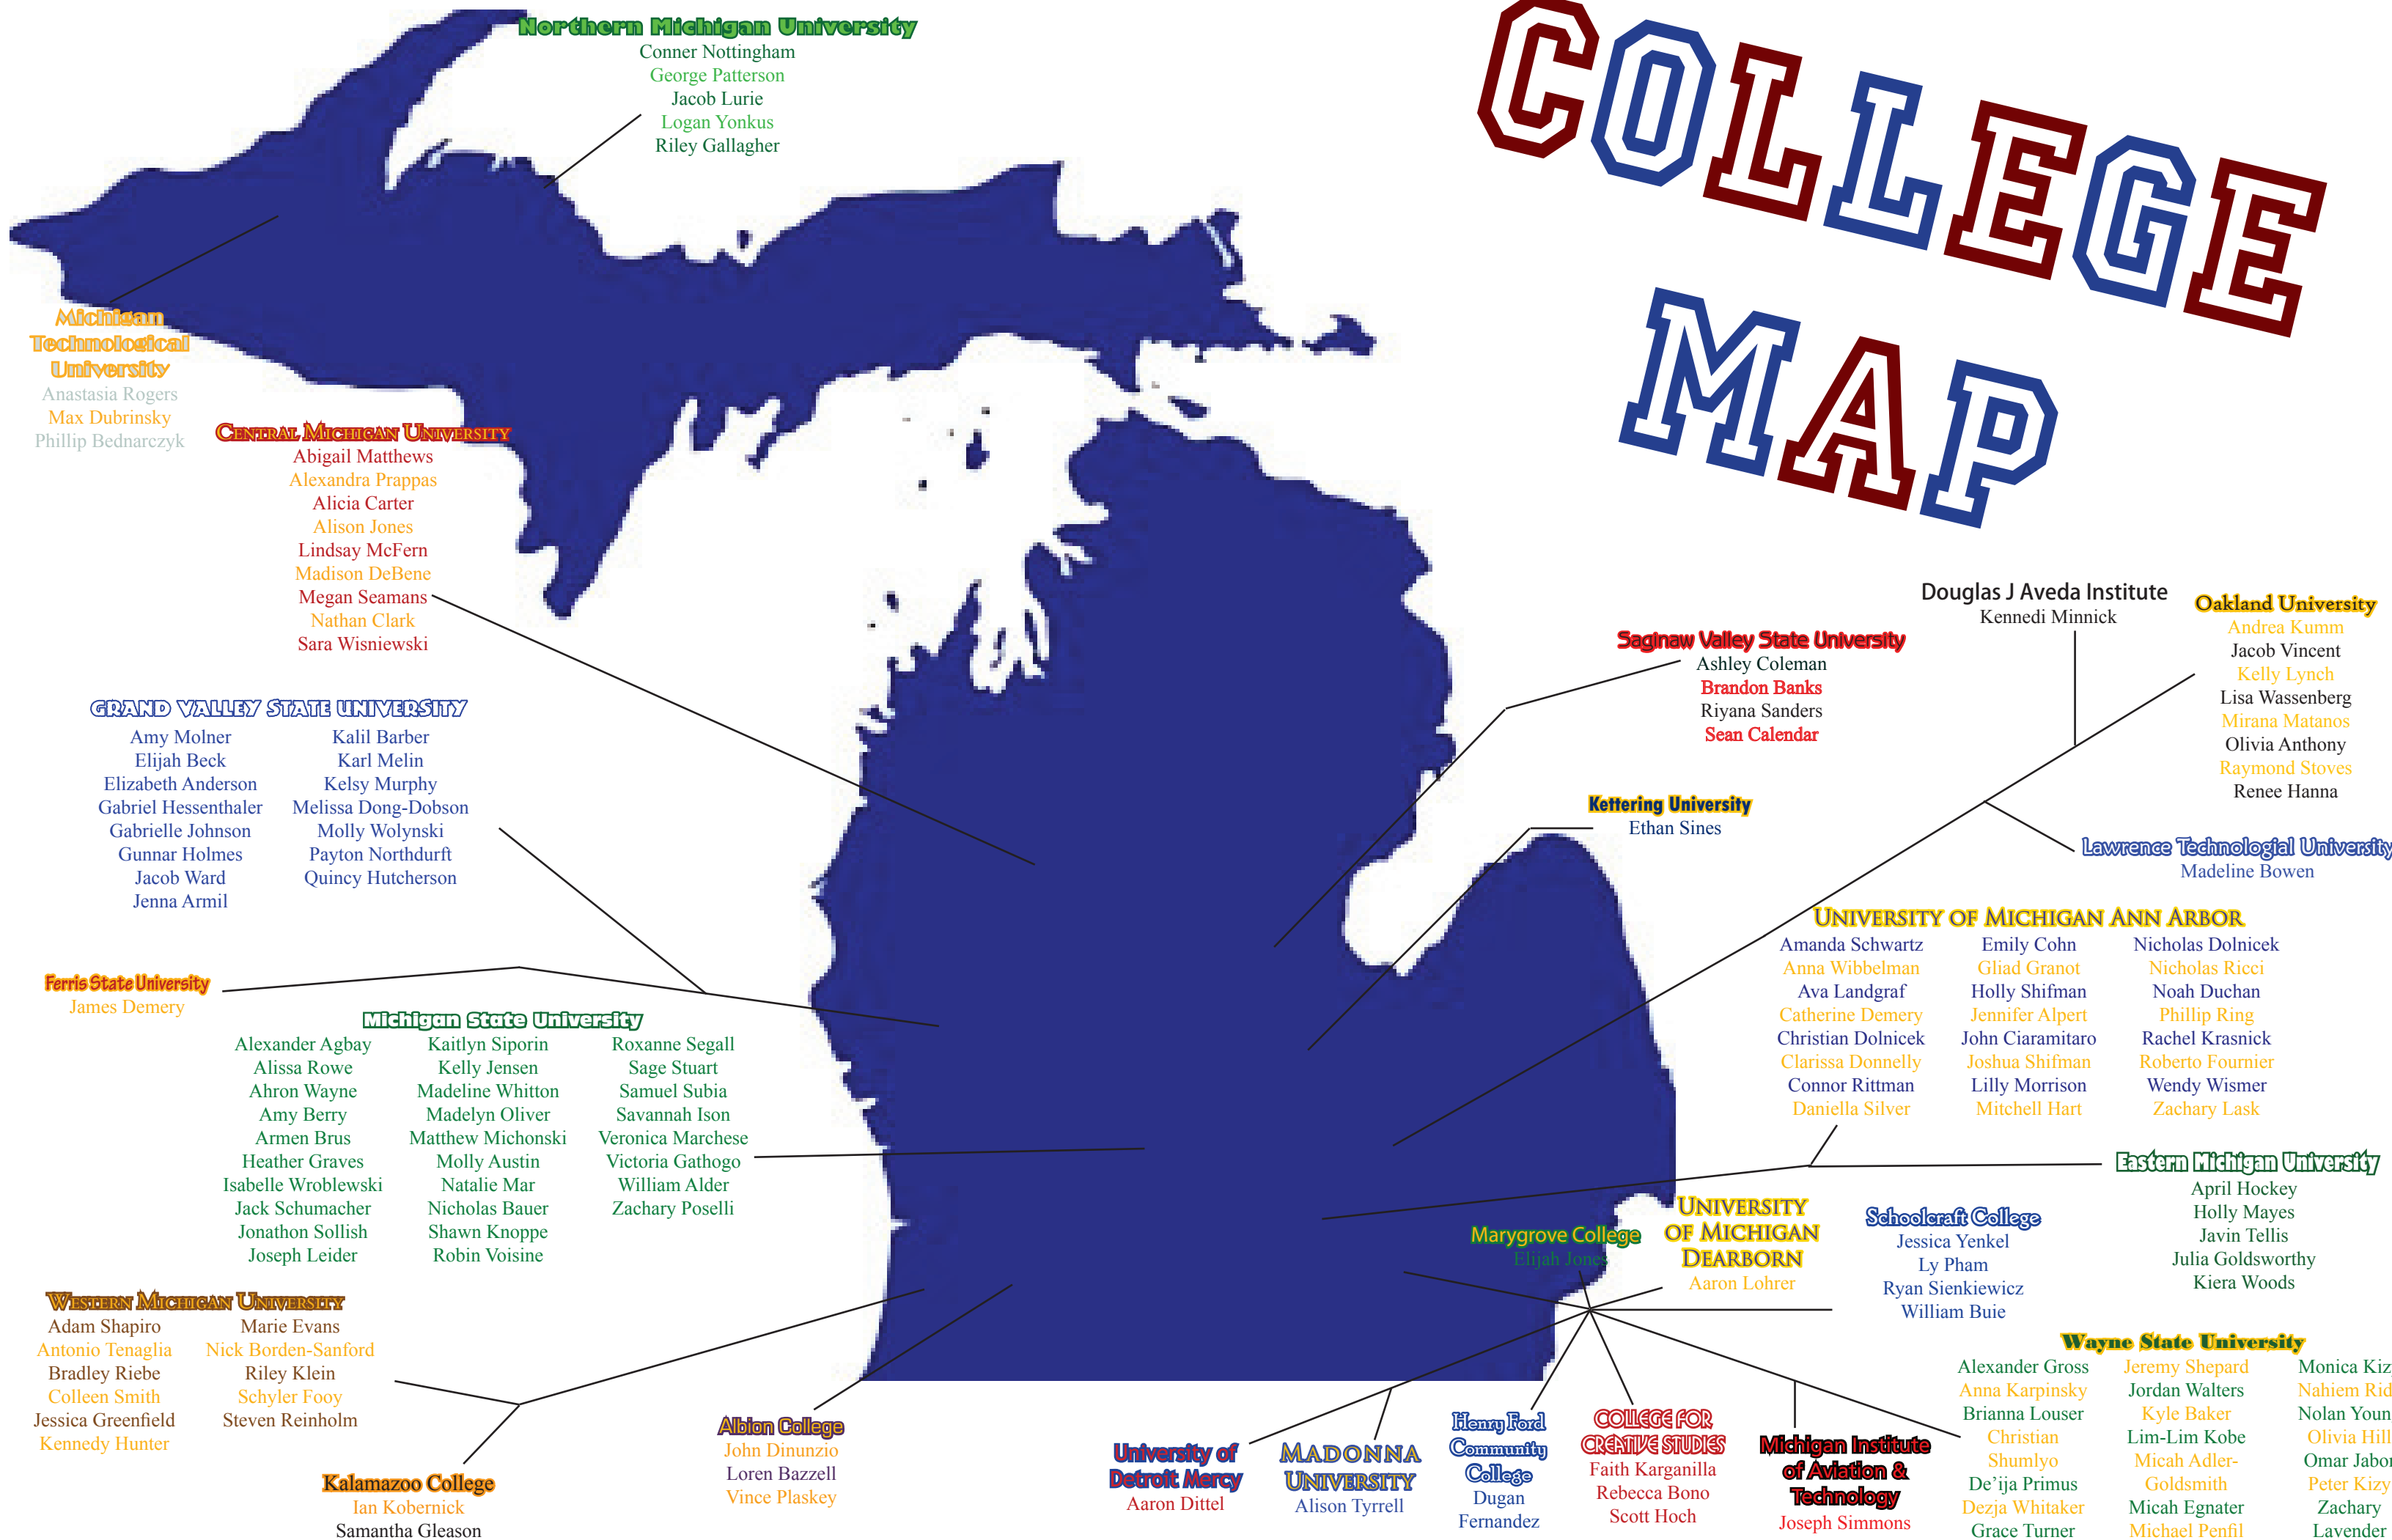 COLLEGE
MAP
Northern Michigan University
Conner Nottingham
George Patterson
Jacob Lurie
Logan Yonkus
Riley Gallagher
Michigan
Technological
University
Anastasia Rogers
Max Dubrinsky
Phillip Bednarczyk
Central Michigan University
Abigail Matthews
Alexandra Prappas
Alicia Carter
Alison Jones
Lindsay McFern
Madison DeBene
Megan Seamans
Nathan Clark
Sara Wisniewski
GRAND VALLEY STATE UNIVERSITY
Amy Molner
Elijah Beck
Elizabeth Anderson
Gabriel Hessenthaler
Gabrielle Johnson
Gunnar Holmes
Jacob Ward
Jenna Armil
Kalil Barber
Karl Melin
Kelsy Murphy
Melissa Dong-Dobson
Molly Wolynski
Payton Northdurft
Quincy Hutcherson
Ferris State University
James Demery
Michigan State University
Alexander Agbay
Alissa Rowe
Ahron Wayne
Amy Berry
Armen Brus
Heather Graves
Isabelle Wroblewski
Jack Schumacher
Jonathon Sollish
Joseph Leider
Kaitlyn Siporin
Kelly Jensen
Madeline Whitton
Madelyn Oliver
Matthew Michonski
Molly Austin
Natalie Mar
Nicholas Bauer
Shawn Knoppe
Robin Voisine
Roxanne Segall
Sage Stuart
Samuel Subia
Savannah Ison
Veronica Marchese
Victoria Gathogo
William Alder
Zachary Poselli
Western Michigan University
Adam Shapiro
Antonio Tenaglia
Bradley Riebe
Colleen Smith
Jessica Greenfield
Kennedy Hunter
Marie Evans
Nick Borden-Sanford
Riley Klein
Schyler Fooy
Steven Reinholm
Kalamazoo College
Ian Kobernick
Samantha Gleason
Albion College
John Dinunzio
Loren Bazzell
Vince Plaskey
Saginaw Valley State University
Ashley Coleman
Brandon Banks
Riyana Sanders
Sean Calendar
Kettering University
Ethan Sines
Douglas J Aveda Institute
Kennedi Minnick
Oakland University
Andrea Kumm
Jacob Vincent
Kelly Lynch
Lisa Wassenberg
Mirana Matanos
Olivia Anthony
Raymond Stoves
Renee Hanna
Lawrence Technologial University
Madeline Bowen
University of Michigan Ann Arbor
Amanda Schwartz
Anna Wibbelman
Ava Landgraf
Catherine Demery
Christian Dolnicek
Clarissa Donnelly
Connor Rittman
Daniella Silver
Emily Cohn
Gliad Granot
Holly Shifman
Jennifer Alpert
John Ciaramitaro
Joshua Shifman
Lilly Morrison
Mitchell Hart
Nicholas Dolnicek
Nicholas Ricci
Noah Duchan
Phillip Ring
Rachel Krasnick
Roberto Fournier
Wendy Wismer
Zachary Lask
Eastern Michigan University
April Hockey
Holly Mayes
Javin Tellis
Julia Goldsworthy
Kiera Woods
Marygrove College
Elijah Jones
University
of Michigan
Dearborn
Aaron Lohrer
Schoolcraft College
Jessica Yenkel
Ly Pham
Ryan Sienkiewicz
William Buie
University of
Detroit Mercy
Aaron Dittel
Madonna
University
Alison Tyrrell
Henry Ford
Community
College
Dugan
Fernandez
COLLEGE FOR
CREATIVE STUDIES
Faith Karganilla
Rebecca Bono
Scott Hoch
Michigan Institute
of Aviation &
Technology
Joseph Simmons
Wayne State University
Alexander Gross
Anna Karpinsky
Brianna Louser
Christian
Shumlyo
De'ija Primus
Dezja Whitaker
Grace Turner
Jeremy Shepard
Jordan Walters
Kyle Baker
Lim-Lim Kobe
Micah Adler-
Goldsmith
Micah Egnater
Michael Penfil
Monica
Nahiem
Nolan
Olivia Hill
Omar
Peter
Zachary
Lavender